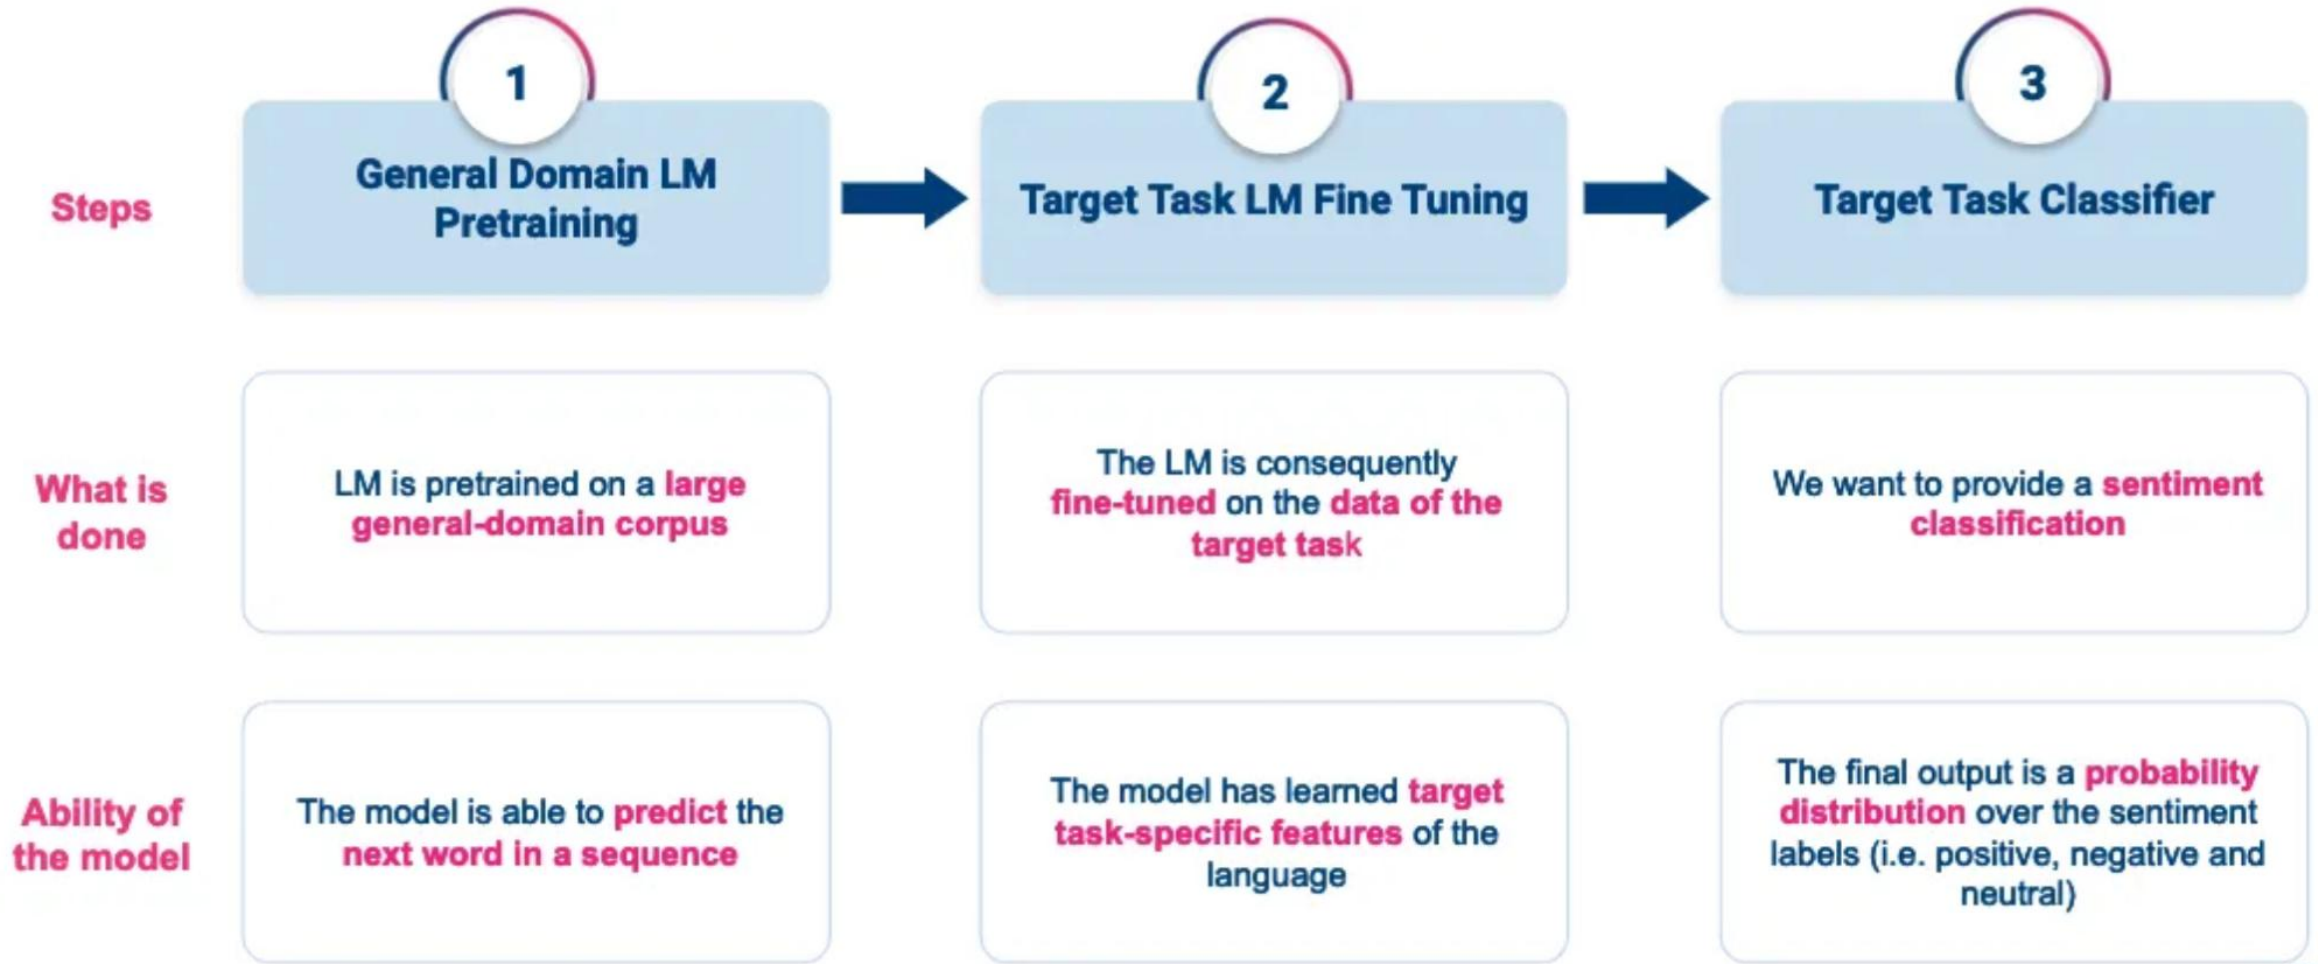 1
2
3
Steps
General Domain LM
Pretraining
Target Task LM Fine Tuning
Target Task Classifier
What is
done
LM is pretrained on a large
general-domain corpus
The LM is consequently
fine-tuned on the data of the
target task
We want to provide a sentiment
classification
Ability of
the model
The model is able to predict the
next word in a sequence
The model has learned target
task-specific features of the
language
The final output is a probability
distribution over the sentiment
labels (i.e. positive, negative and
neutral)